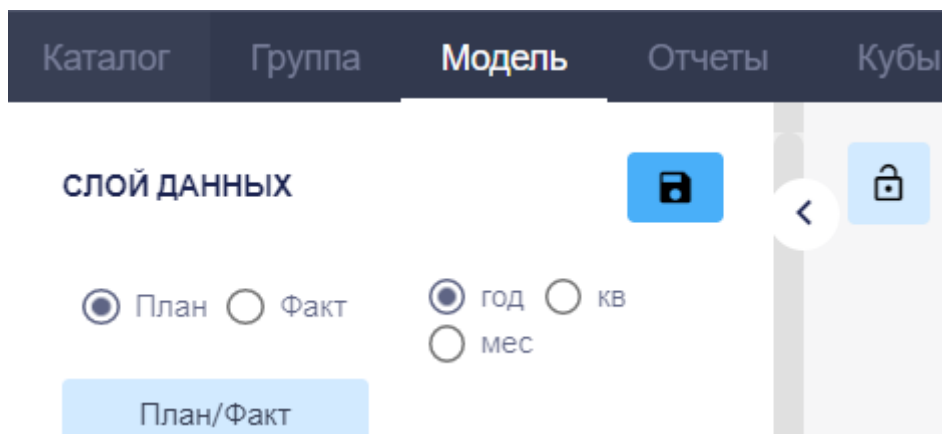 Каталог Группа Модель Отчеты Кубы
СЛОЙ ДАННЫХ
План Факт год кв
мес
План/Факт